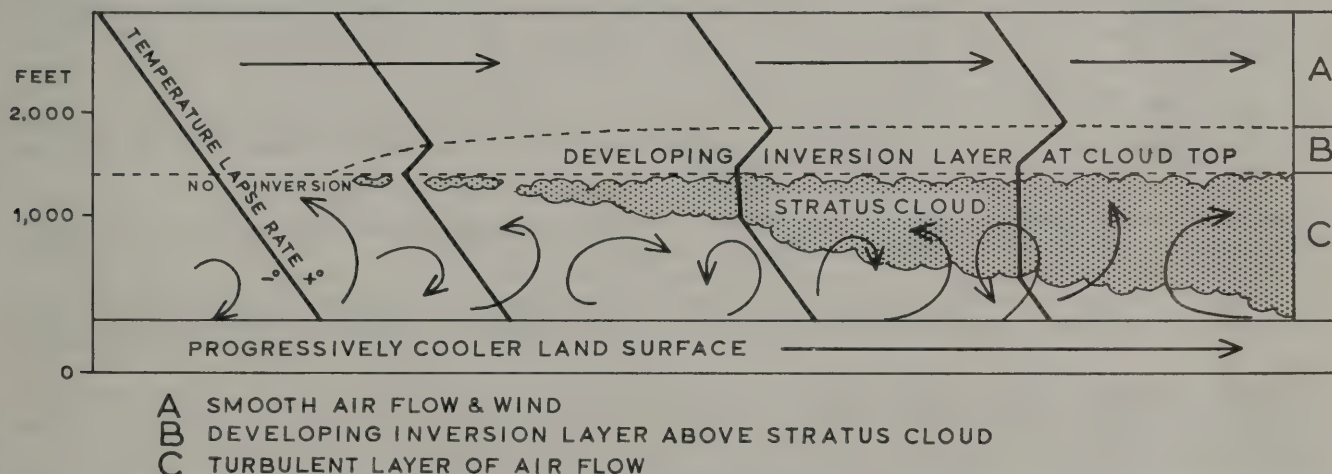 FEET
2,000
1,000
0
TEMPERATURE LAPSE RATE
-° +°
NO INVERSION
DEVELOPING INVERSION LAYER AT CLOUD TOP
STRATUS CLOUD
A
B
C
PROGRESSIVELY COOLER LAND SURFACE
A SMOOTH AIR FLOW & WIND
B DEVELOPING INVERSION LAYER ABOVE STRATUS CLOUD
C TURBULENT LAYER OF AIR FLOW